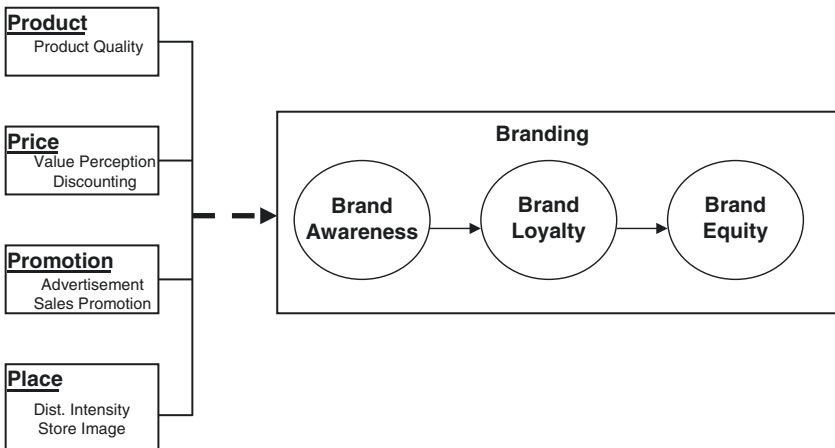 Product
Product Quality
Price
Value Perception
Discounting
Promotion
Advertisement
Sales Promotion
Place
Dist. Intensity
Store Image
Branding
Brand
Awareness
Brand
Loyalty
Brand
Equity